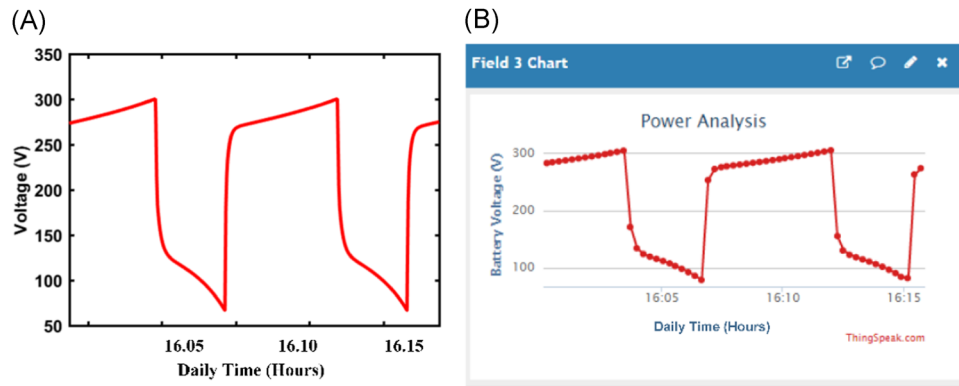 (A)
350
300
250
200
150
100
50
Voltage (V)
16.05 16.10 16.15
Daily Time (Hours)
(B)
Field 3 Chart
Power Analysis
300
200
100
Battery Voltage (V)
16:05 16:10 16:15
Daily Time (Hours)
ThingSpeak.com